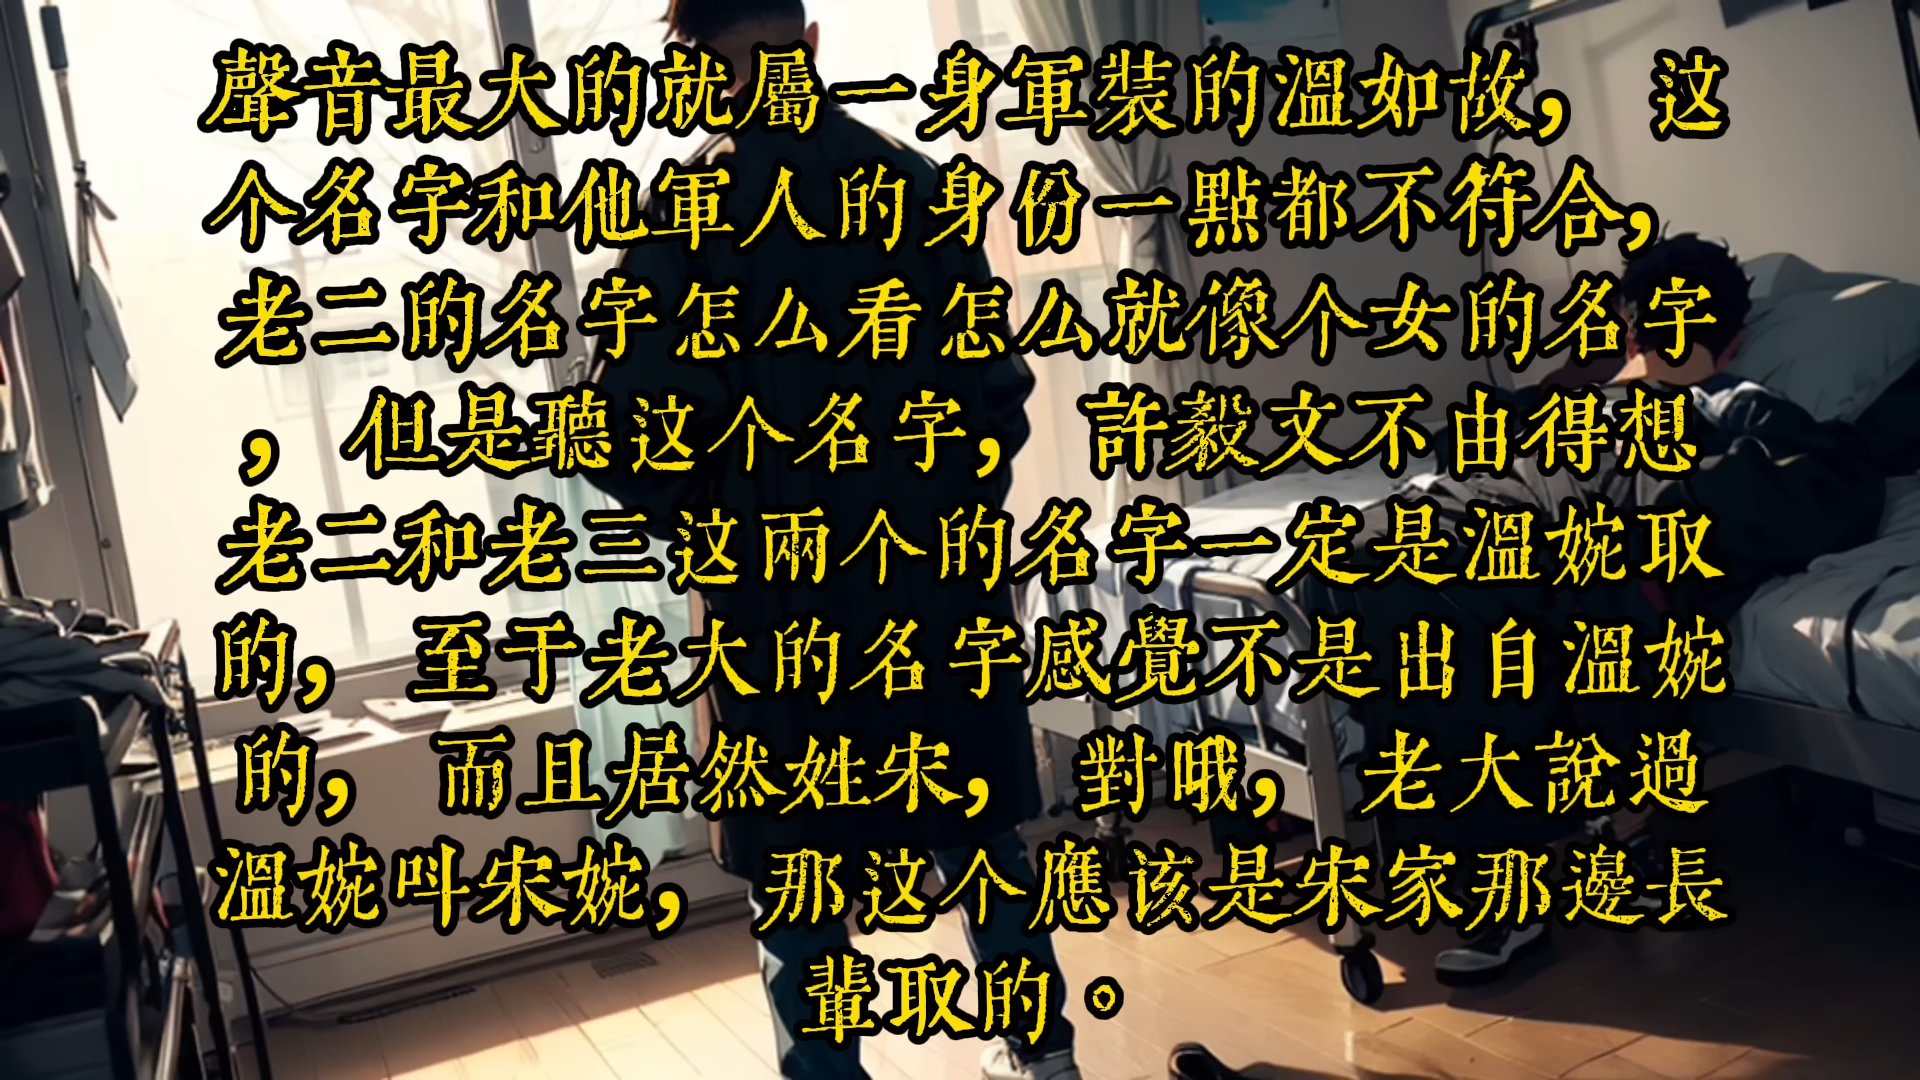 聲音最大的就屬一身軍裝的溫如故，这
个名字和他軍人的身份一點都不符合，
老二的名字怎么看怎么就像个女的名字
，但是聽这个名字，許毅文不由得想
老二和老三这兩个的名字一定是溫婉取
的，至于老大的名字感覺不是出自溫婉
的，而且居然姓宋，對哦，老大說過
溫婉叫宋婉，那这个應该是宋家那邊長
輩取的。